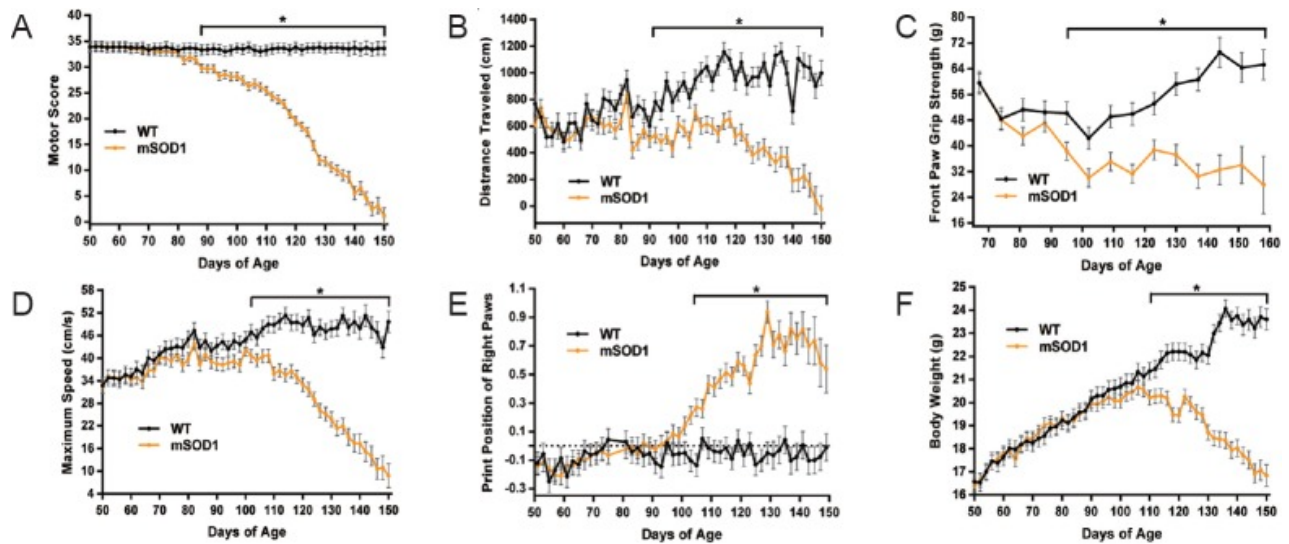 A
*
Motor Score
40
35
30
25
20
15
10
5
0
WT
mSOD1
50 60 70 80 90 100 110 120 130 140 150
Days of Age
B
*
Distance Traveled (cm)
1400
1200
1000
800
600
400
200
0
WT
mSOD1
50 60 70 80 90 100 110 120 130 140 150
Days of Age
C
*
Front Paw Grip Strength (g)
80
72
64
56
48
40
32
24
16
WT
mSOD1
70 80 90 100 110 120 130 140 150 160
Days of Age
D
*
Maximum Speed (cm/s)
58
52
46
40
34
28
22
16
10
4
WT
mSOD1
50 60 70 80 90 100 110 120 130 140 150
Days of Age
E
*
Print Position of Right Paws
1.1
0.9
0.7
0.5
0.3
0.1
-0.1
-0.3
WT
mSOD1
50 60 70 80 90 100 110 120 130 140 150
Days of Age
F
*
Body Weight (g)
25
24
23
22
21
20
19
18
17
16
WT
mSOD1
50 60 70 80 90 100 110 120 130 140 150
Days of Age